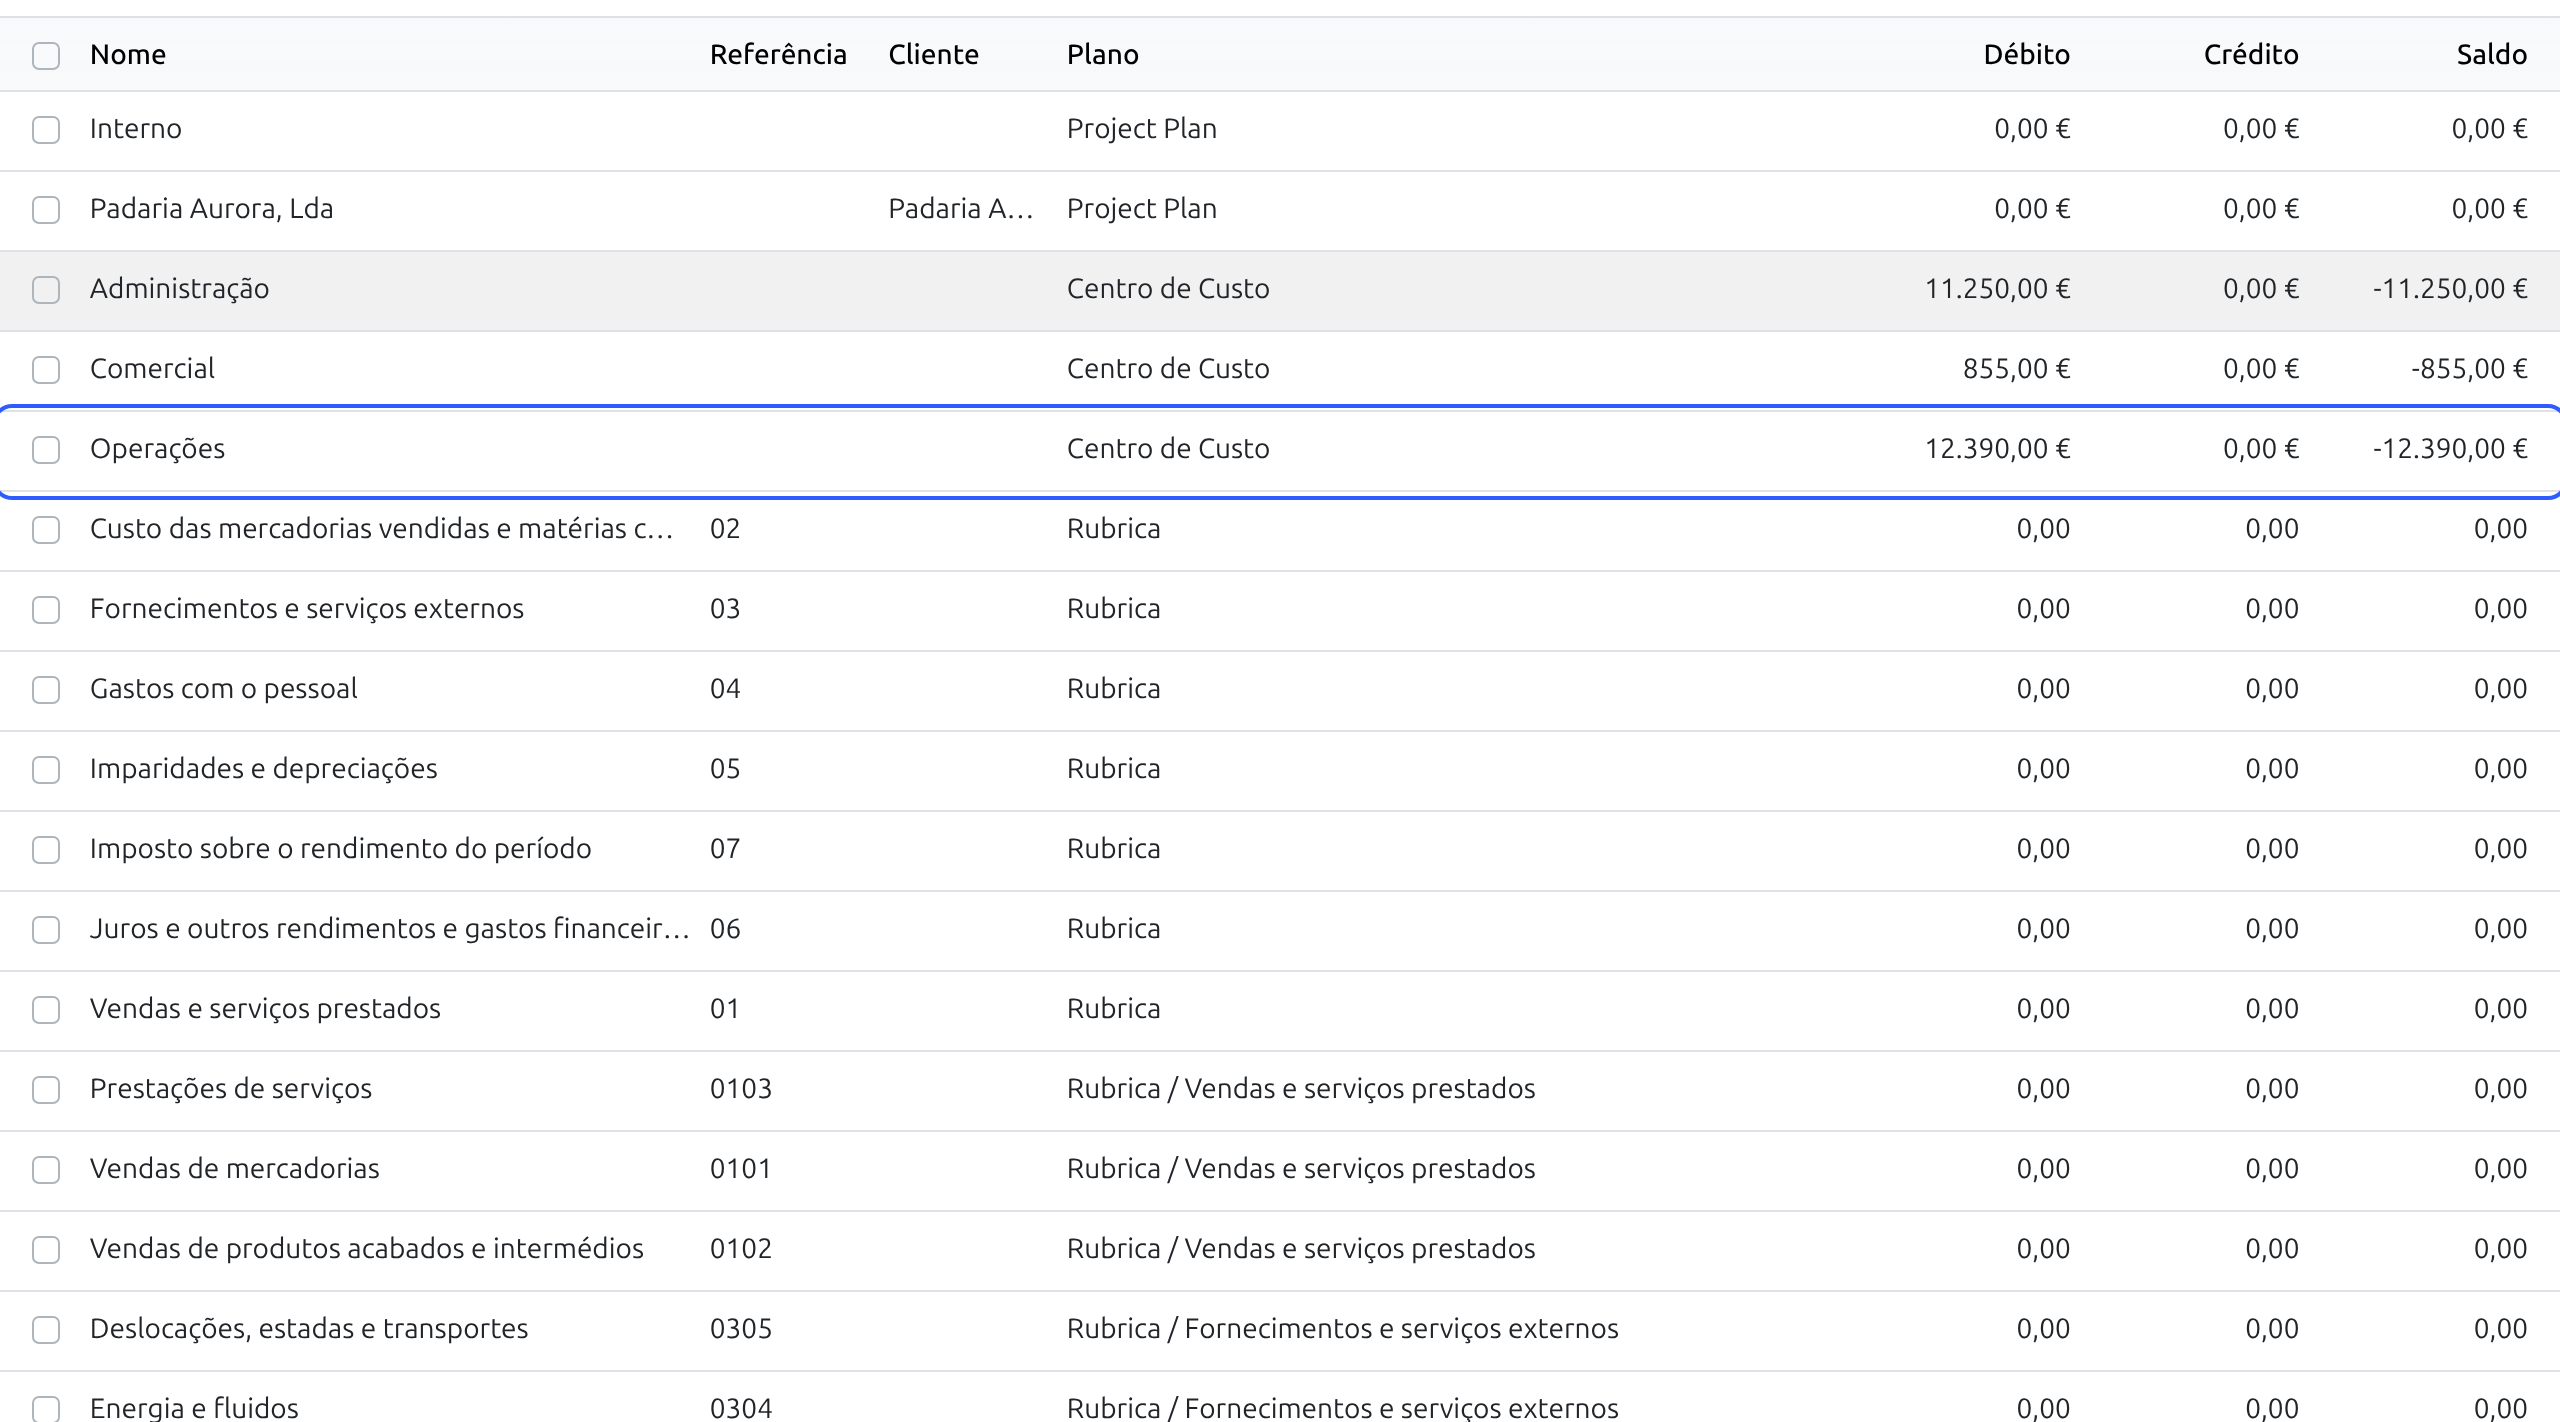 Nome Referência Cliente Plano Débito Crédito Saldo
Interno Project Plan 0,00 € 0,00 € 0,00 €
Padaria Aurora, Lda Padaria A... Project Plan 0,00 € 0,00 € 0,00 €
Administração Centro de Custo 11.250,00 € 0,00 € -11.250,00 €
Comercial Centro de Custo 855,00 € 0,00 € -855,00 €
Operações Centro de Custo 12.390,00 € 0,00 € -12.390,00 €
Custo das mercadorias vendidas e matérias c... 02 Rubrica 0,00 0,00 0,00
Fornecimentos e serviços externos 03 Rubrica 0,00 0,00 0,00
Gastos com o pessoal 04 Rubrica 0,00 0,00 0,00
Imparidades e depreciações 05 Rubrica 0,00 0,00 0,00
Imposto sobre o rendimento do período 07 Rubrica 0,00 0,00 0,00
Juros e outros rendimentos e gastos financeir... 06 Rubrica 0,00 0,00 0,00
Vendas e serviços prestados 01 Rubrica 0,00 0,00 0,00
Prestações de serviços 0103 Rubrica / Vendas e serviços prestados 0,00 0,00 0,00
Vendas de mercadorias 0101 Rubrica / Vendas e serviços prestados 0,00 0,00 0,00
Vendas de produtos acabados e intermédios 0102 Rubrica / Vendas e serviços prestados 0,00 0,00 0,00
Deslocações, estadas e transportes 0305 Rubrica / Fornecimentos e serviços externos 0,00 0,00 0,00
Energia e fluidos 0304 Rubrica / Fornecimentos e serviços externos 0,00 0,00 0,00